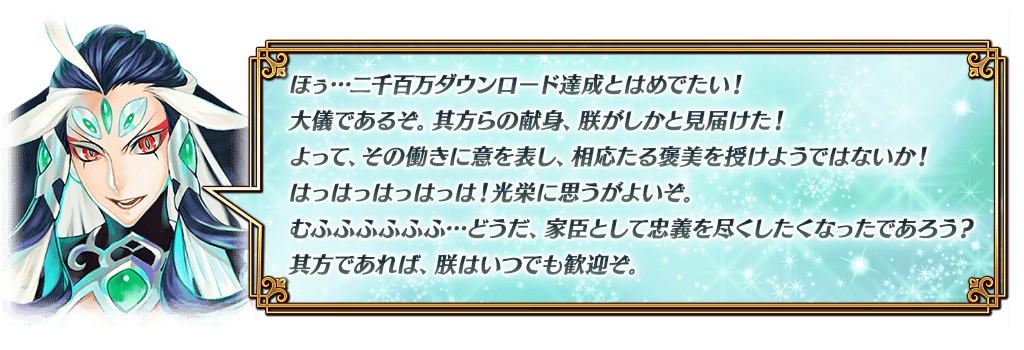 ほぅ…二千百万ダウンロード達成とはめでたい！
大儀であるぞ。其方らの献身、朕がしかと見届けた！
よって、その働きに意を表し、相応たる褒美を授けようではないか！
はっはっはっはっは！光栄に思うがよいぞ。
むふふふふふふ…どうだ、家臣として忠義を尽くしたくなったであろう？
其方であれば、朕はいつでも歓迎ぞ。